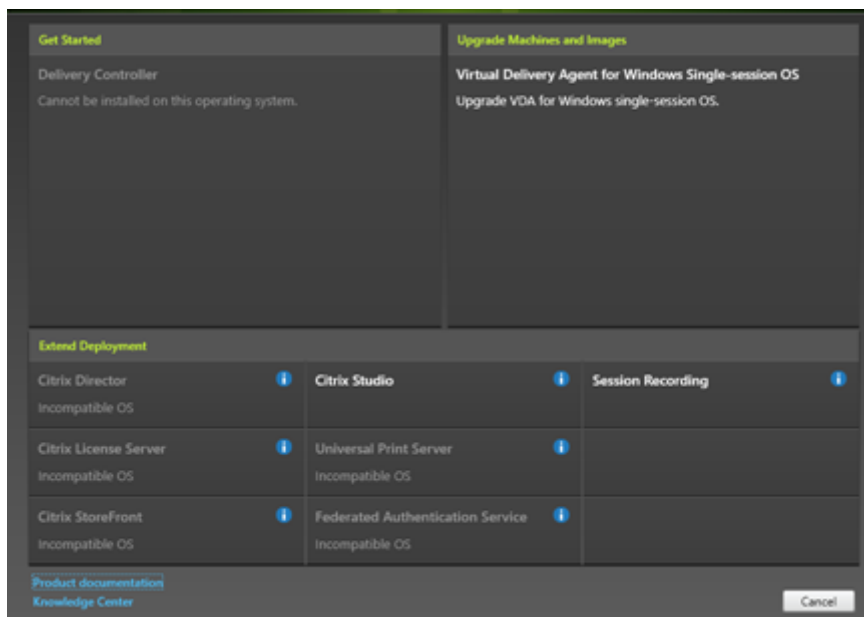 Get Started
Delivery Controller
Cannot be installed on this operating system.
Upgrade Machines and Images
Virtual Delivery Agent for Windows Single-session OS
Upgrade VDA for Windows single-session OS.
Extend Deployment
Citrix Director
Incompatible OS
Citrix Studio
Session Recording
Citrix License Server
Incompatible OS
Universal Print Server
Incompatible OS
Citrix StoreFront
Incompatible OS
Federated Authentication Service
Incompatible OS
Product documentation
Knowledge Center
Cancel